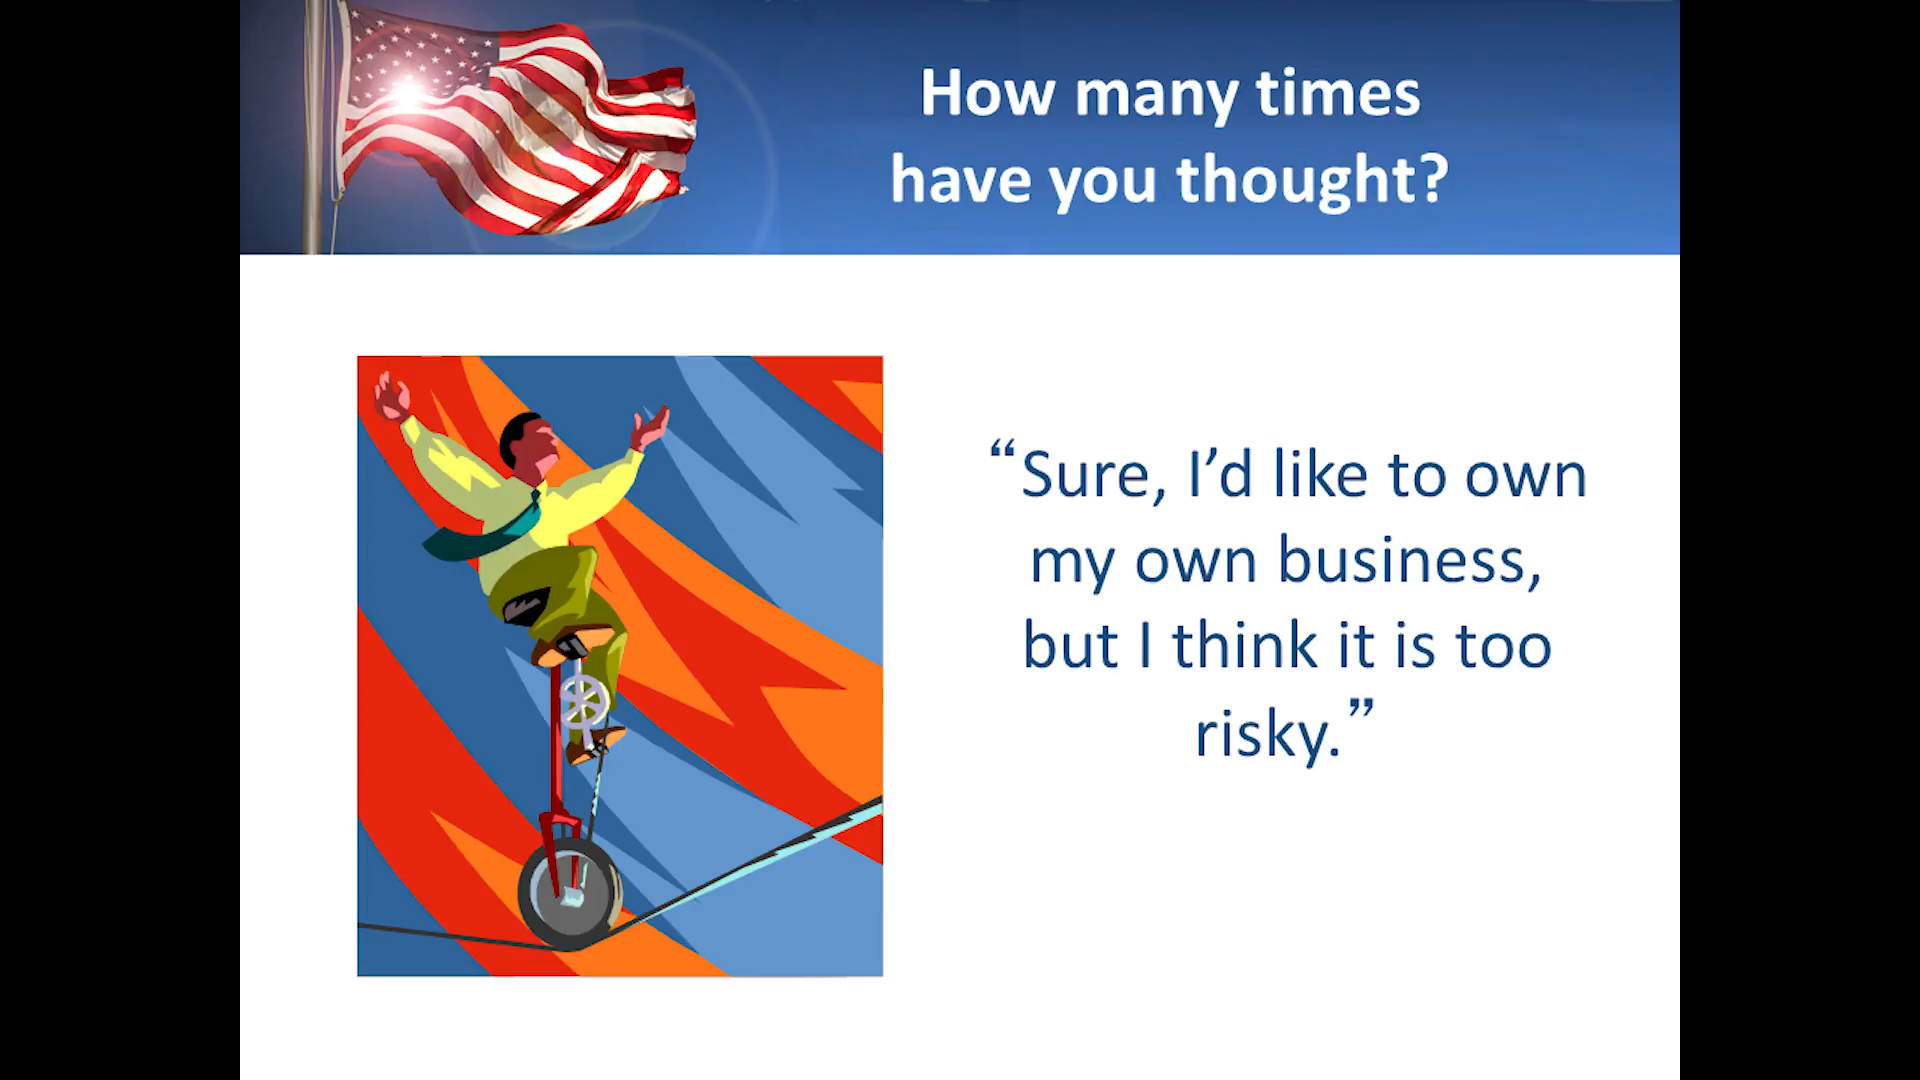 How many times
have you thought?
“Sure, I’d like to own
my own business,
but I think it is too
risky.”